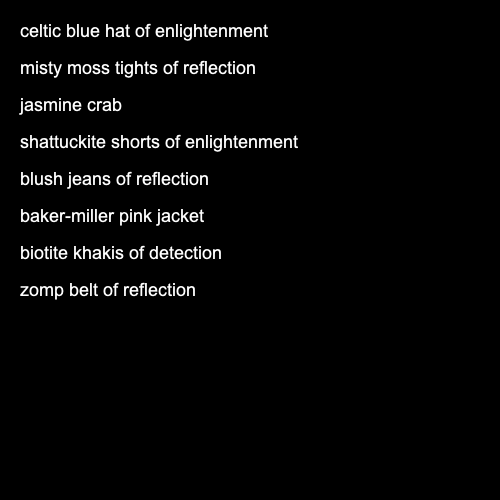 celtic blue hat of enlightenment
misty moss tights of reflection
jasmine crab
shattuckite shorts of enlightenment
blush jeans of reflection
baker-miller pink jacket
biotite khakis of detection
zomp belt of reflection